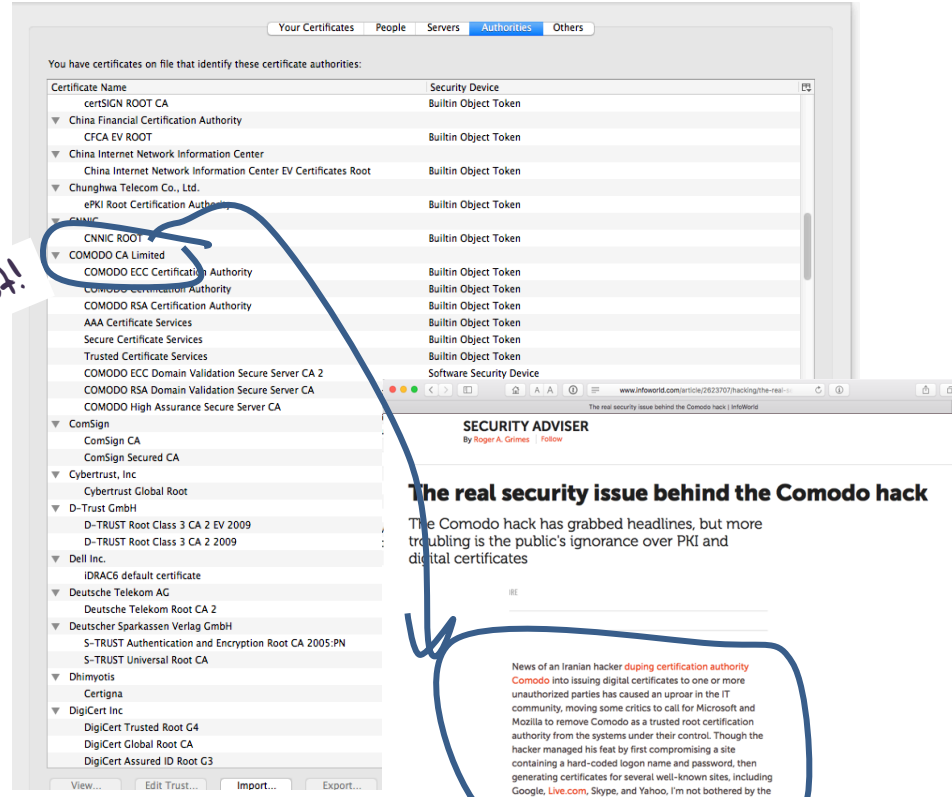 Your Certificates People Servers Authorities Others
You have certificates on file that identify these certificate authorities:
Certificate Name Security Device
certSIGN ROOT CA Builtin Object Token
China Financial Certification Authority
CFCA EV ROOT Builtin Object Token
China Internet Network Information Center
China Internet Network Information Center EV Certificates Root Builtin Object Token
Chunghwa Telecom Co., Ltd.
ePKI Root Certification Authority Builtin Object Token
CNNIC
CNNIC ROOT Builtin Object Token
COMODO CA Limited
COMODO ECC Certification Authority Builtin Object Token
COMODO Certification Authority Builtin Object Token
COMODO RSA Certification Authority Builtin Object Token
AAA Certificate Services Builtin Object Token
Secure Certificate Services Builtin Object Token
Trusted Certificate Services Builtin Object Token
COMODO ECC Domain Validation Secure Server CA 2 Software Security Device
COMODO RSA Domain Validation Secure Server CA
COMODO High Assurance Secure Server CA
ComSign
ComSign CA
ComSign Secured CA
Cybertrust, Inc
Cybertrust Global Root
D-Trust GmbH
D-TRUST Root Class 3 CA 2 EV 2009
D-TRUST Root Class 3 CA 2 2009
Dell Inc.
iDRAC6 default certificate
Deutsche Telekom AG
Deutsche Telekom Root CA 2
Deutscher Sparkassen Verlag GmbH
S-TRUST Authentication and Encryption Root CA 2005:PN
S-TRUST Universal Root CA
Dhimyotis
Certigna
DigiCert Inc
DigiCert Trusted Root G4
DigiCert Global Root CA
DigiCert Assured ID Root G3
View... Edit Trust... Import... Export...
A A www.infoworld.com/article/2623707/hacking/the-real-s
The real security issue behind the Comodo hack | InfoWorld
SECURITY ADVISER
By Roger A. Grimes Follow
The real security issue behind the Comodo hack
The Comodo hack has grabbed headlines, but more
troubling is the public's ignorance over PKI and
digital certificates
RE
News of an Iranian hacker duping certification authority
Comodo into issuing digital certificates to one or more
unauthorized parties has caused an uproar in the IT
community, moving some critics to call for Microsoft and
Mozilla to remove Comodo as a trusted root certification
authority from the systems under their control. Though the
hacker managed his feat by first compromising a site
containing a hard-coded logon name and password, then
generating certificates for several well-known sites, including
Google, Live.com, Skype, and Yahoo, I'm not bothered by the